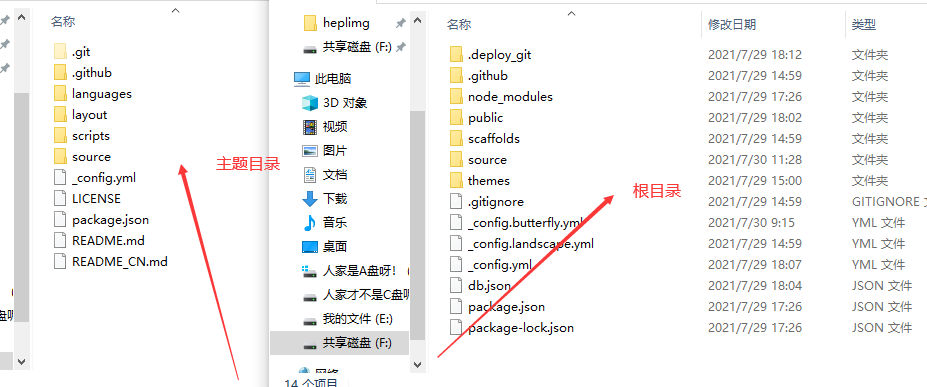 名称
.git
.github
languages
layout
scripts
source
_config.yml
LICENSE
package.json
README.md
README_CN.md
主题目录
heplimg
共享磁盘 (F:)
此电脑
3D 对象
视频
图片
文档
下载
音乐
桌面
人家是A盘呀！
人家才不是C盘呀
我的文件 (E:)
共享磁盘 (F:)
网络
14 个项目
名称 修改日期 类型
.deploy_git 2021/7/29 18:12 文件夹
.github 2021/7/29 14:59 文件夹
node_modules 2021/7/29 17:26 文件夹
public 2021/7/29 18:02 文件夹
scaffolds 2021/7/29 14:59 文件夹
source 2021/7/30 11:28 文件夹
themes 2021/7/29 15:00 文件夹
.gitignore 2021/7/29 14:59 GITIGNORE 文件
_config.butterfly.yml 2021/7/30 9:15 YML 文件
_config.landscape.yml 2021/7/29 14:59 YML 文件
_config.yml 2021/7/29 18:07 YML 文件
db.json 2021/7/29 18:04 JSON 文件
package.json 2021/7/29 17:26 JSON 文件
package-lock.json 2021/7/29 17:26 JSON 文件
根目录